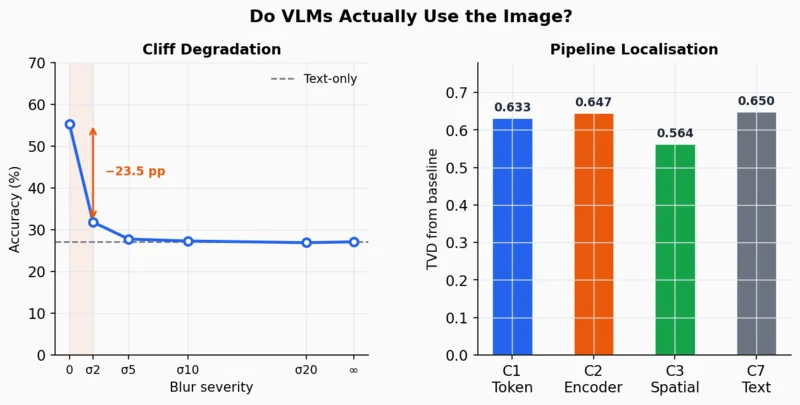 Do VLMs Actually Use the Image?
Cliff Degradation
70
60
50
40
30
20
10
0
Accuracy (%)
Text-only
−23.5 pp
0 σ2 σ5 σ10 σ20 ∞
Blur severity
Pipeline Localisation
0.7
0.6
0.5
0.4
0.3
0.2
0.1
0.0
TVD from baseline
0.633
0.647
0.564
0.650
C1 C2 C3 C7
Token Encoder Spatial Text